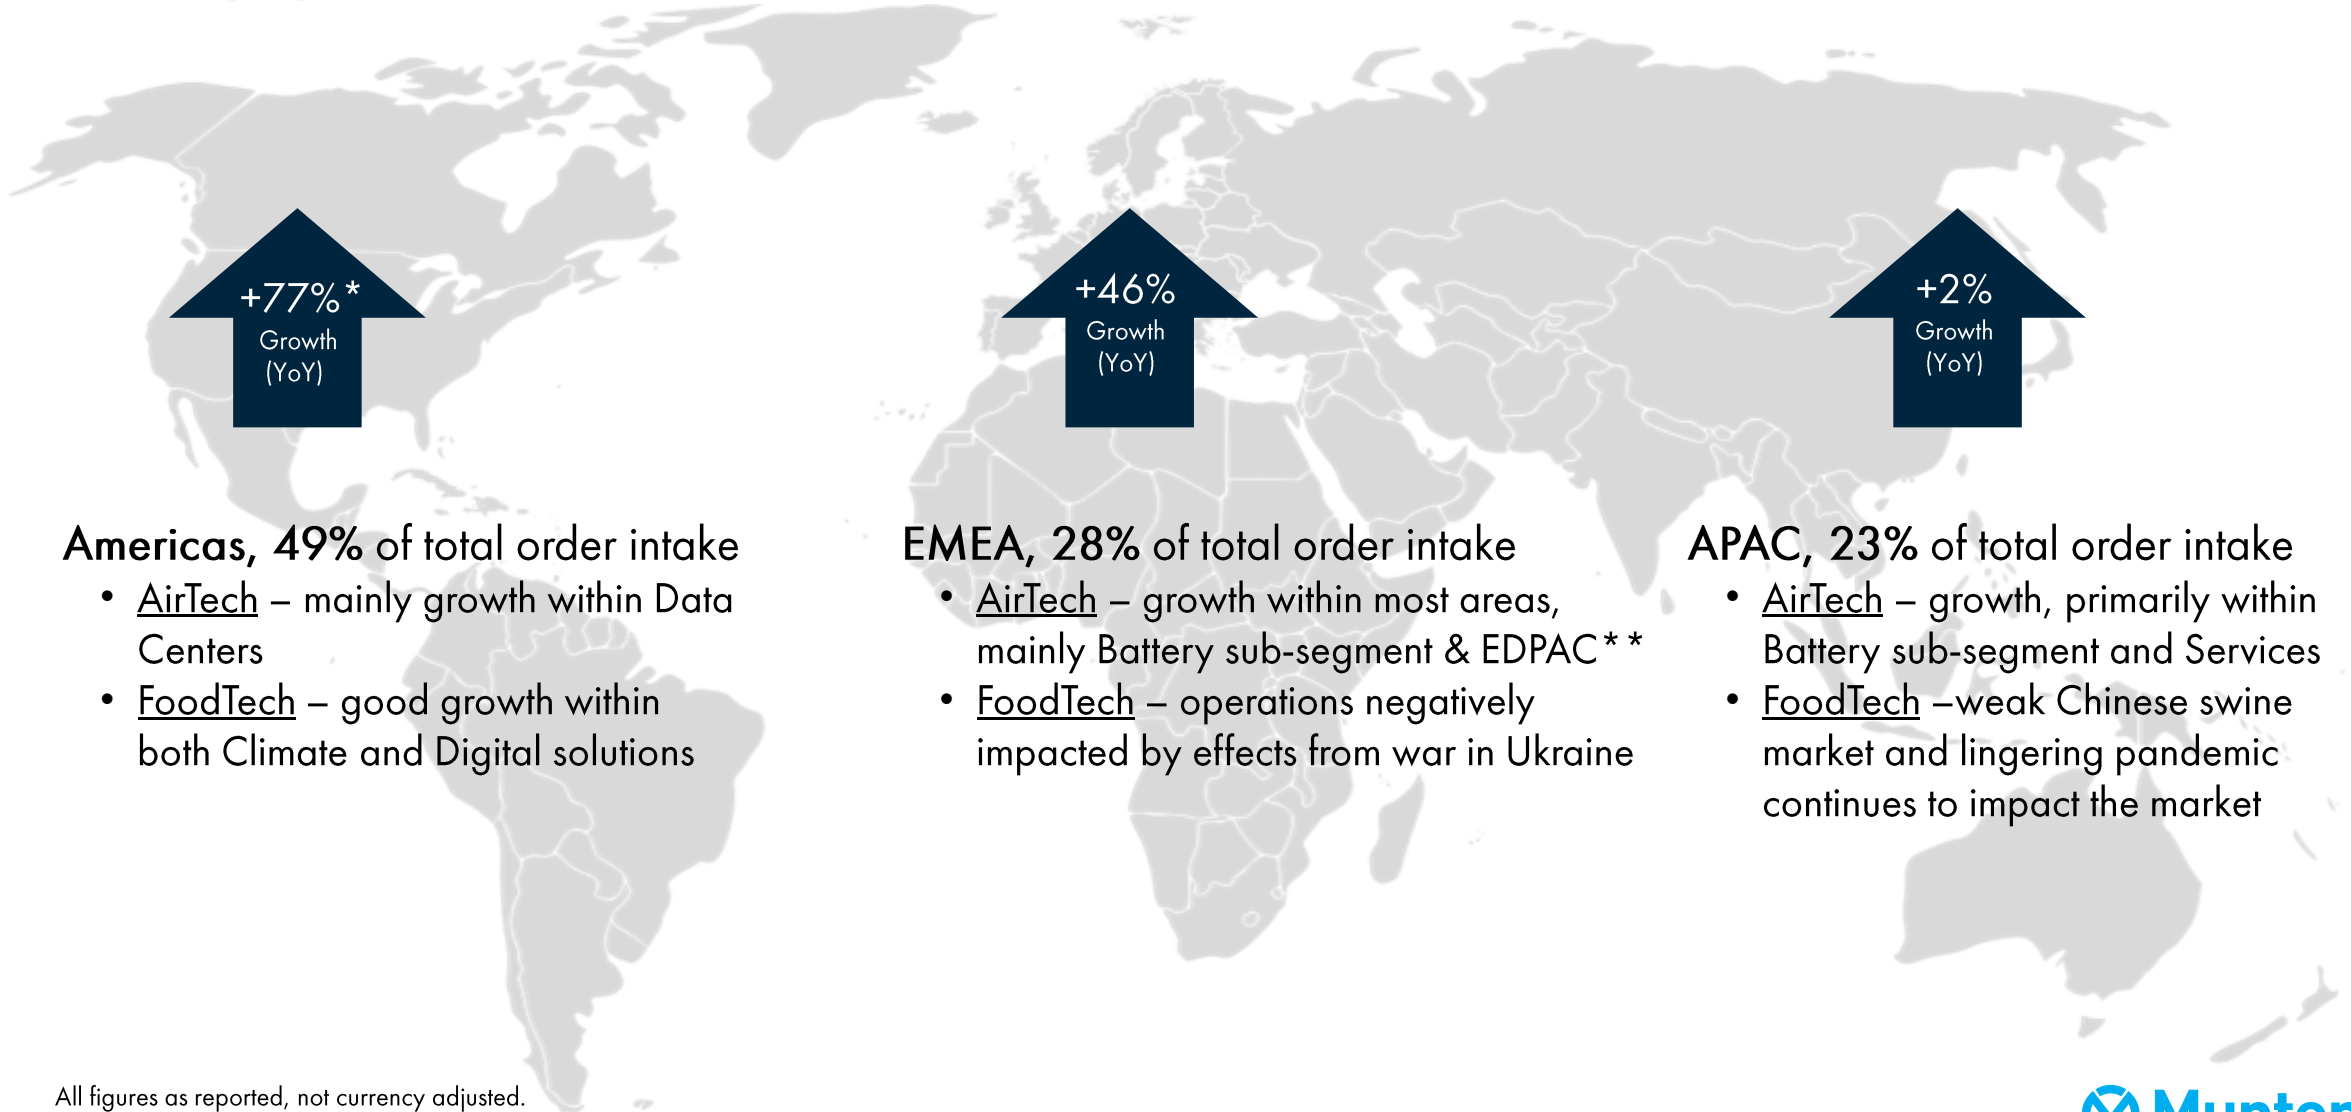 +77%*
Growth
(YoY)
+46%
Growth
(YoY)
+2%
Growth
(YoY)
Americas, 49% of total order intake
• AirTech – mainly growth within Data
Centers
• FoodTech – good growth within
both Climate and Digital solutions
EMEA, 28% of total order intake
• AirTech – growth within most areas,
mainly Battery sub-segment & EDPAC**
• FoodTech – operations negatively
impacted by effects from war in Ukraine
APAC, 23% of total order intake
• AirTech – growth, primarily within
Battery sub-segment and Services
• FoodTech –weak Chinese swine
market and lingering pandemic
continues to impact the market
All figures as reported, not currency adjusted.